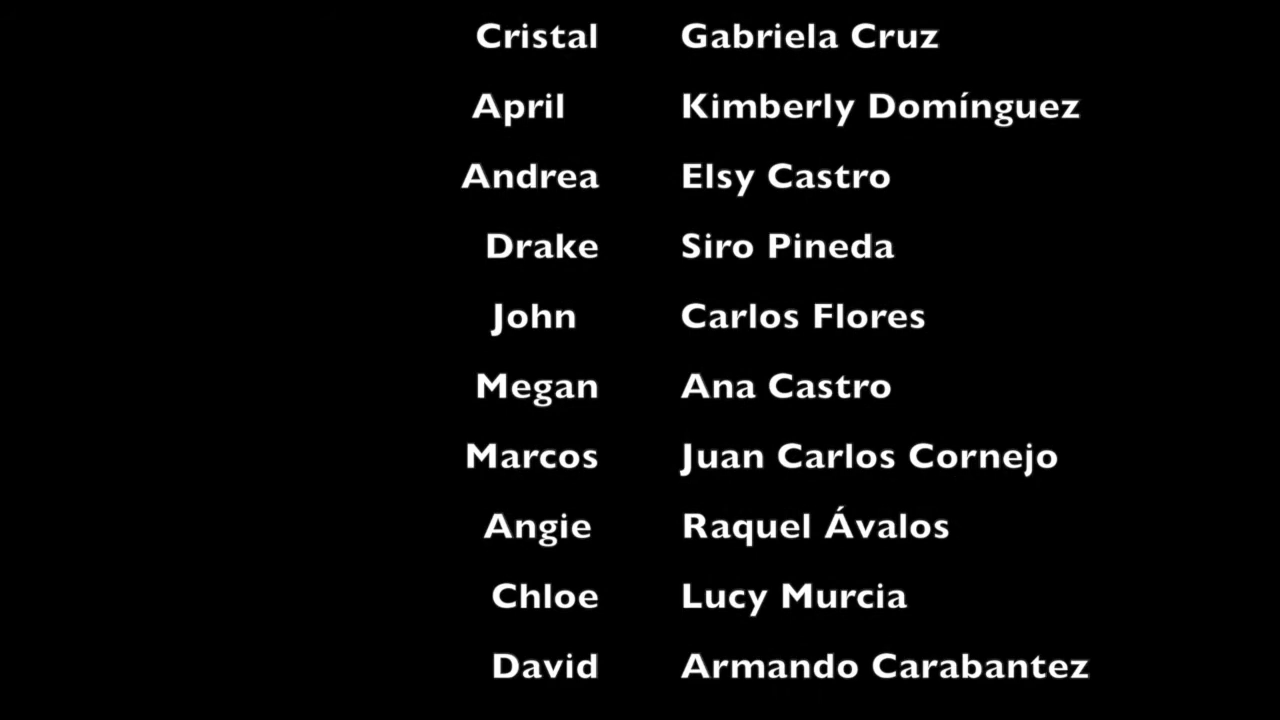 Cristal Gabriela Cruz
April Kimberly Domínguez
Andrea Elsy Castro
Drake Siro Pineda
John Carlos Flores
Megan Ana Castro
Marcos Juan Carlos Cornejo
Angie Raquel Ávalos
Chloe Lucy Murcia
David Armando Carabantez